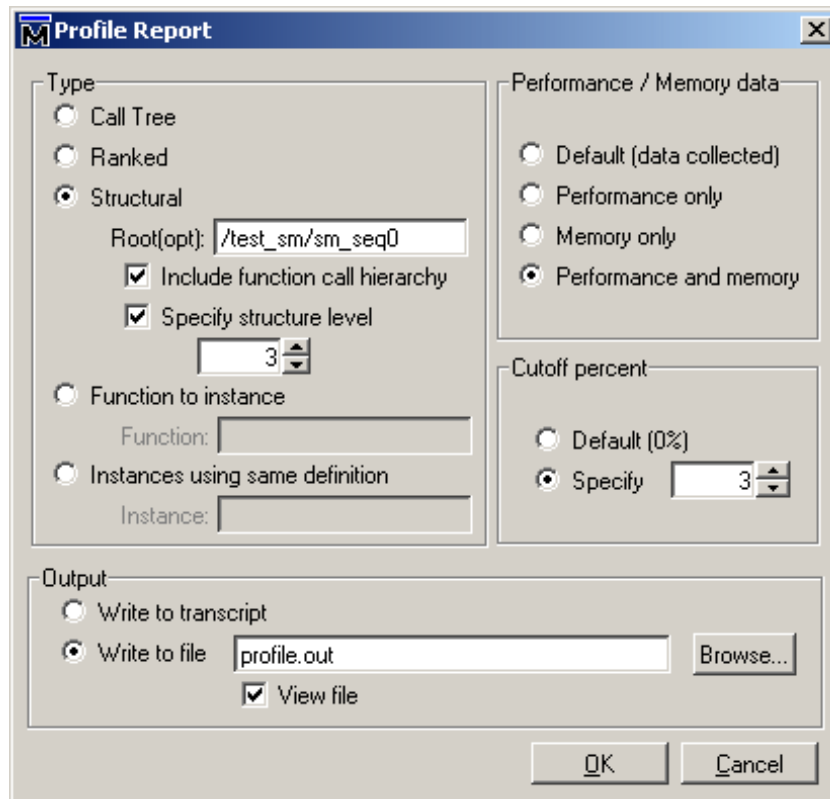 Profile Report
Type
Call Tree
Ranked
Structural
Root(opt): /test_sm/sm_seq0
Include function call hierarchy
Specify structure level
3
Function to instance
Function:
Instances using same definition
Instance:
Performance / Memory data
Default (data collected)
Performance only
Memory only
Performance and memory
Cutoff percent
Default (0%)
Specify 3
Output
Write to transcript
Write to file profile.out Browse...
View file
OK Cancel